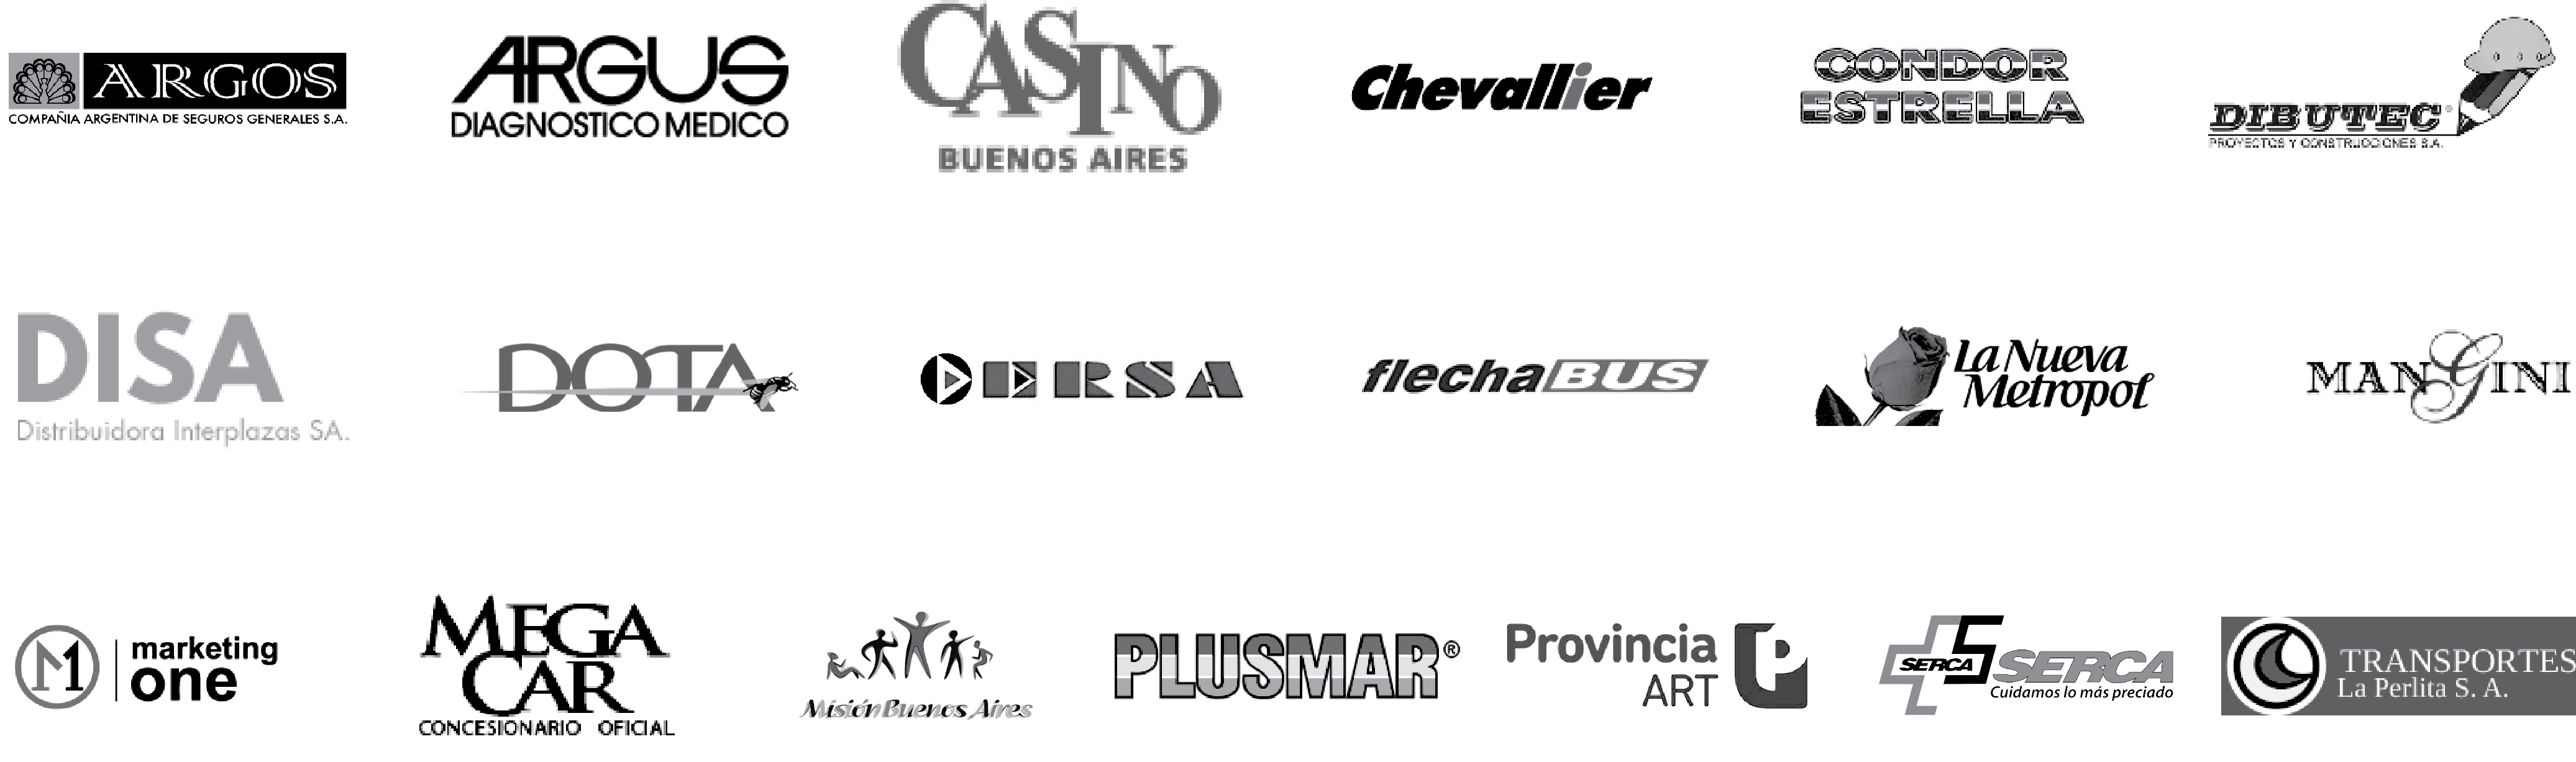 ARGOS
COMPAÑIA ARGENTINA DE SEGUROS GENERALES S.A.
ARGUS
DIAGNOSTICO MEDICO
CASINO
BUENOS AIRES
Chevallier
CONDOR
ESTRELLA
DIBUTEC
PROYECTOS Y CONSTRUCCIONES S.A.
DISA
Distribuidora Interplazas SA.
DOTA
ERSA
flechaBUS
La Nueva
Metropol
MANGINI
M1
marketing
one
MEGA
CAR
CONCESIONARIO OFICIAL
Misión Buenos Aires
PLUSMAR®
Provincia
ART
P
SERCA
SERCA
Cuidamos lo más preciado
TRANSPORTES
La Perlita S. A.